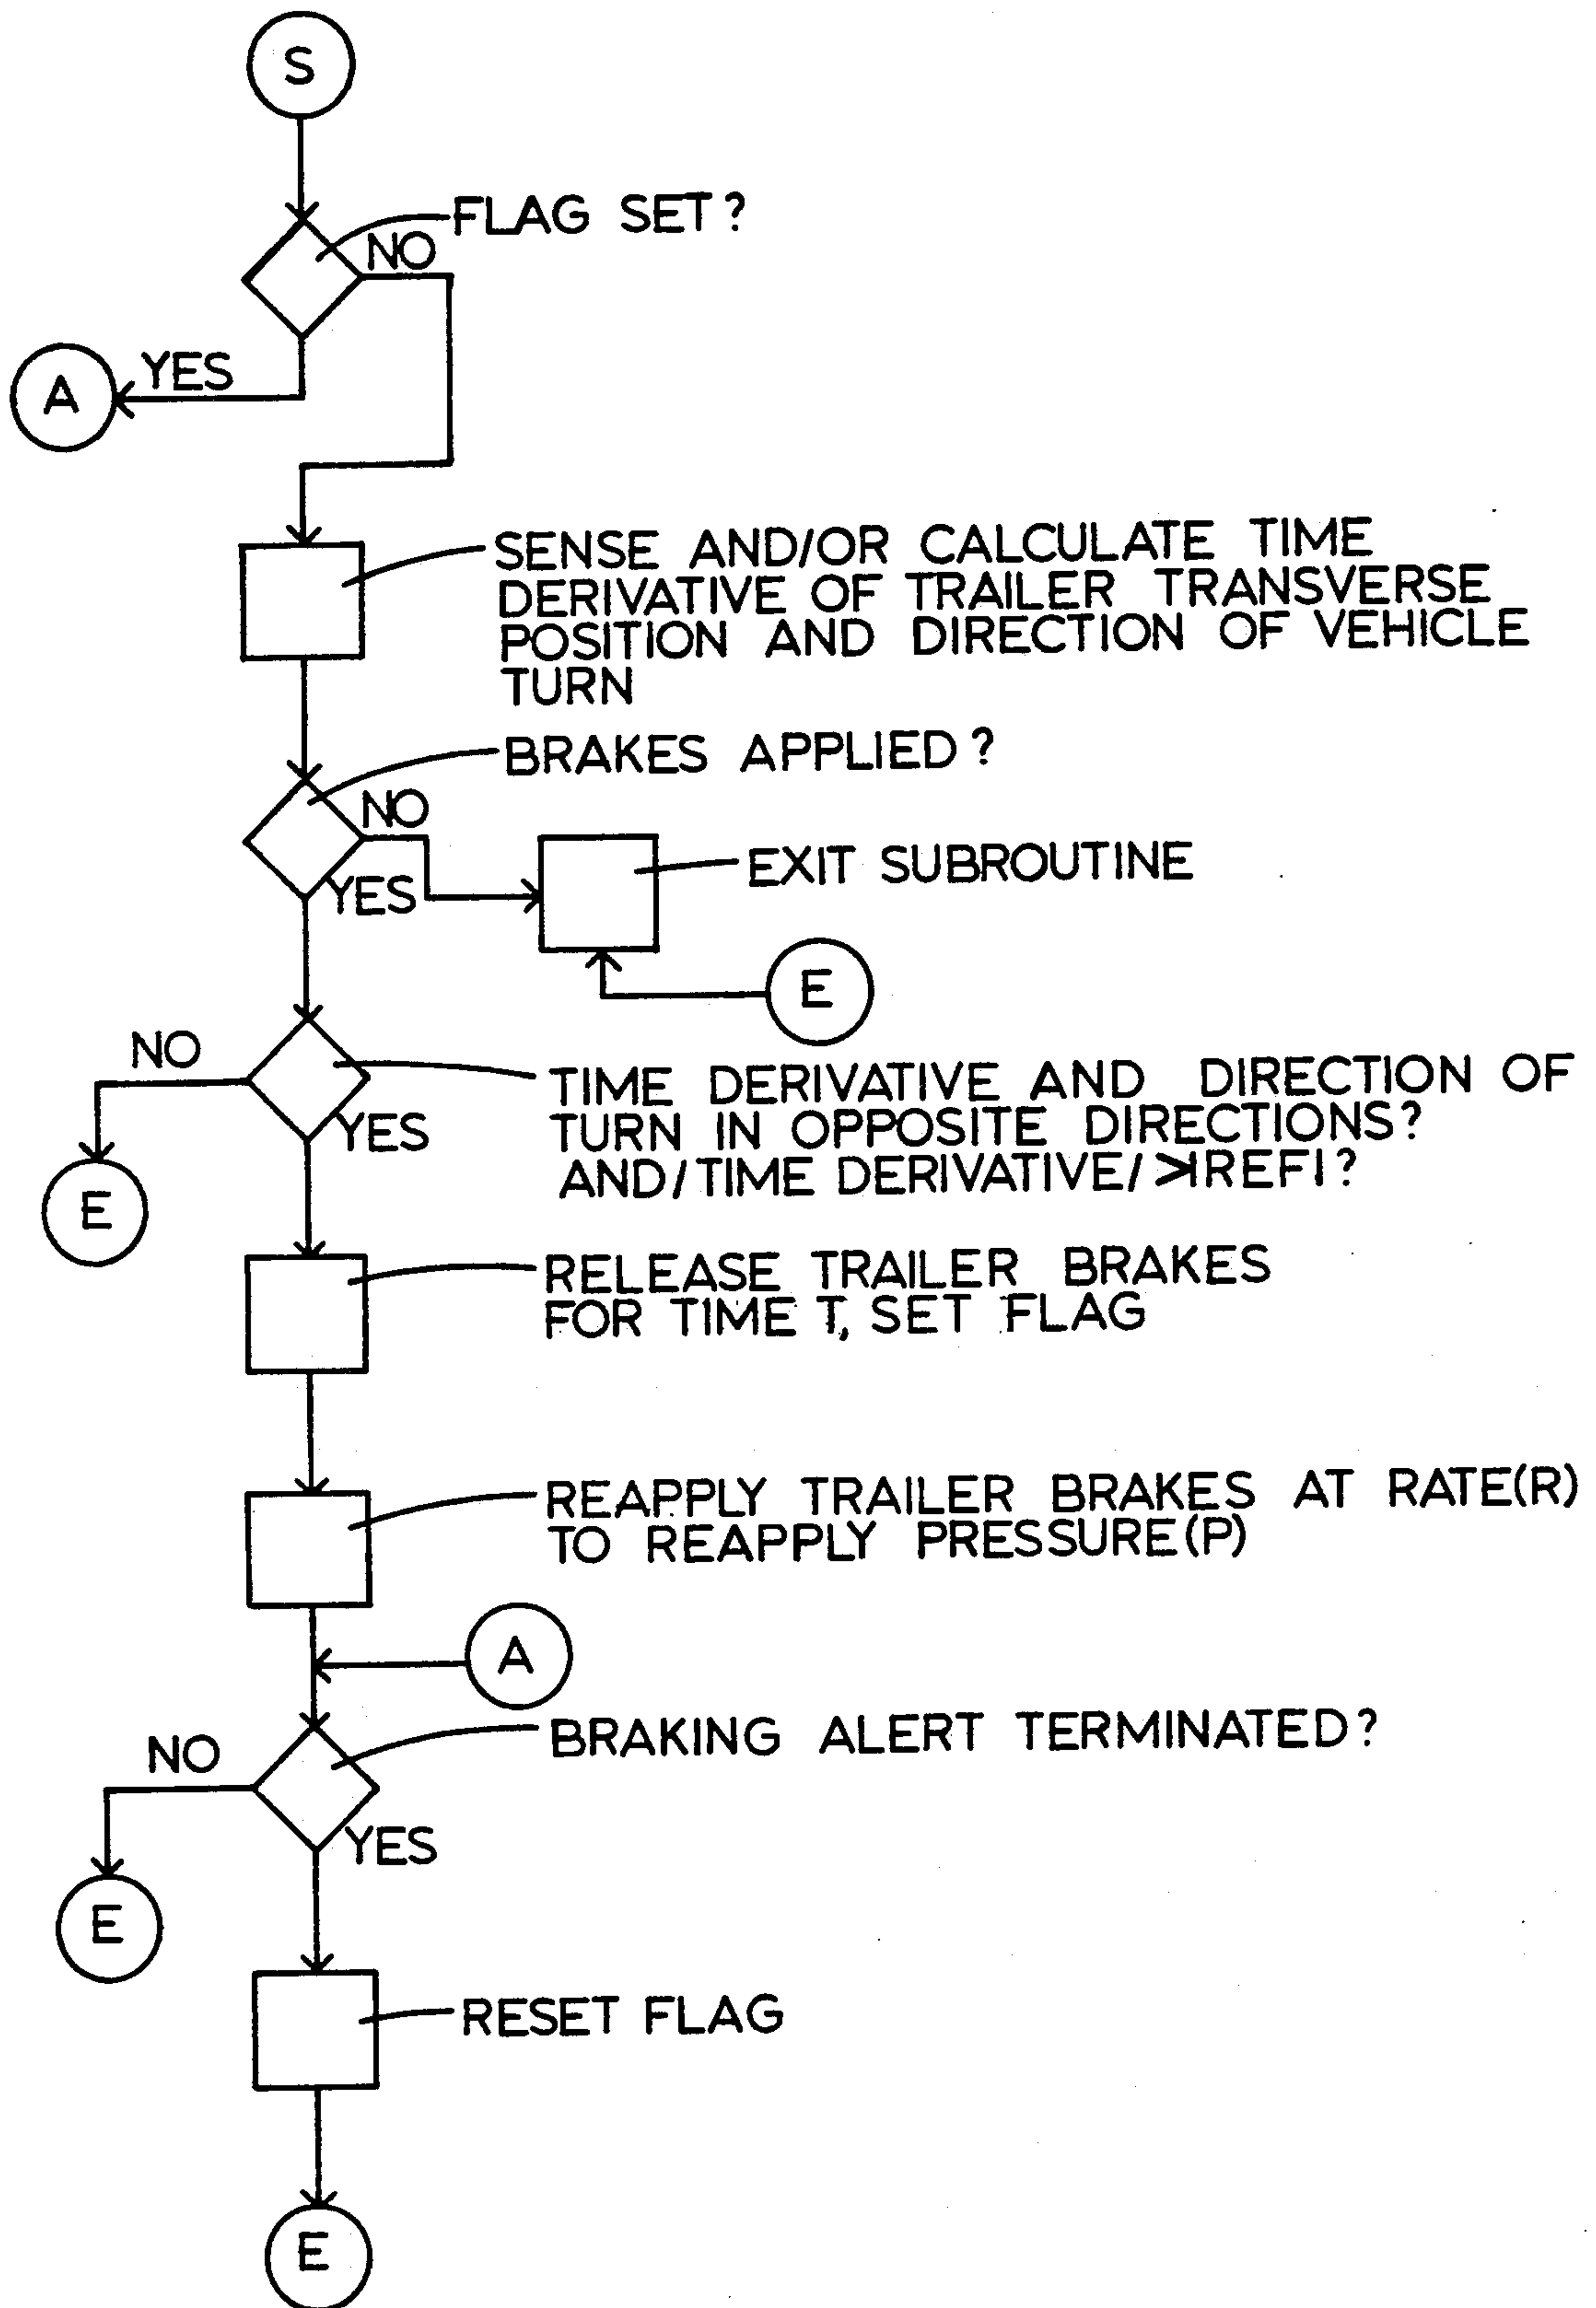 S
FLAG SET?
NO
YES
A
SENSE AND/OR CALCULATE TIME
DERIVATIVE OF TRAILER TRANSVERSE
POSITION AND DIRECTION OF VEHICLE
TURN
BRAKES APPLIED?
NO
YES
EXIT SUBROUTINE
E
NO
TIME DERIVATIVE AND DIRECTION OF
TURN IN OPPOSITE DIRECTIONS?
AND/TIME DERIVATIVE/>|REF|?
YES
E
RELEASE TRAILER BRAKES
FOR TIME T, SET FLAG
REAPPLY TRAILER BRAKES AT RATE(R)
TO REAPPLY PRESSURE(P)
A
BRAKING ALERT TERMINATED?
NO
YES
E
RESET FLAG
E